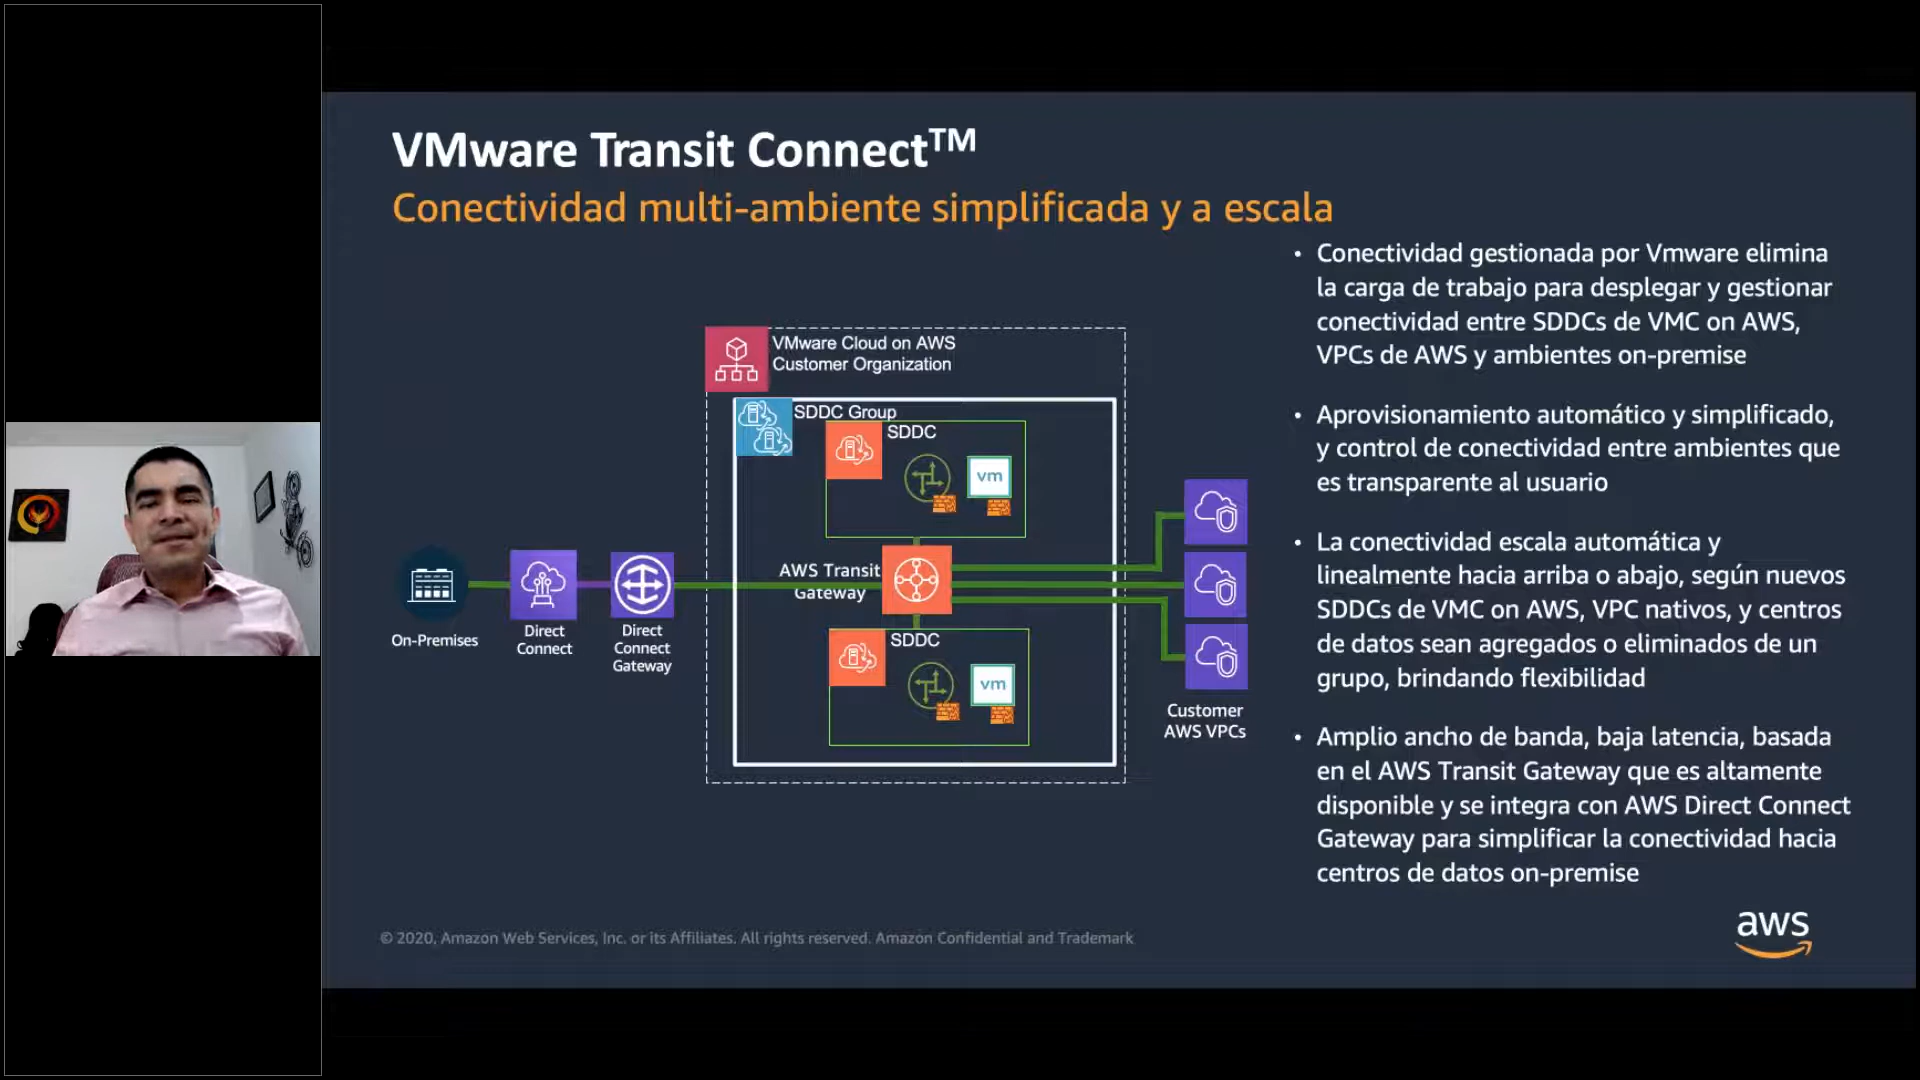 VMware Transit Connect™
Conectividad multi-ambiente simplificada y a escala
VMware Cloud on AWS
Customer Organization
SDDC Group
SDDC
vm
AWS Transit
Gateway
SDDC
vm
On-Premises
Direct
Connect
Direct
Connect
Gateway
Customer
AWS VPCs
• Conectividad gestionada por Vmware elimina
la carga de trabajo para desplegar y gestionar
conectividad entre SDDCs de VMC on AWS,
VPCs de AWS y ambientes on-premise
• Aprovisionamiento automático y simplificado,
y control de conectividad entre ambientes que
es transparente al usuario
• La conectividad escala automática y
linealmente hacia arriba o abajo, según nuevos
SDDCs de VMC on AWS, VPC nativos, y centros
de datos sean agregados o eliminados de un
grupo, brindando flexibilidad
• Amplio ancho de banda, baja latencia, basada
en el AWS Transit Gateway que es altamente
disponible y se integra con AWS Direct Connect
Gateway para simplificar la conectividad hacia
centros de datos on-premise
© 2020, Amazon Web Services, Inc. or its Affiliates. All rights reserved. Amazon Confidential and Trademark
aws